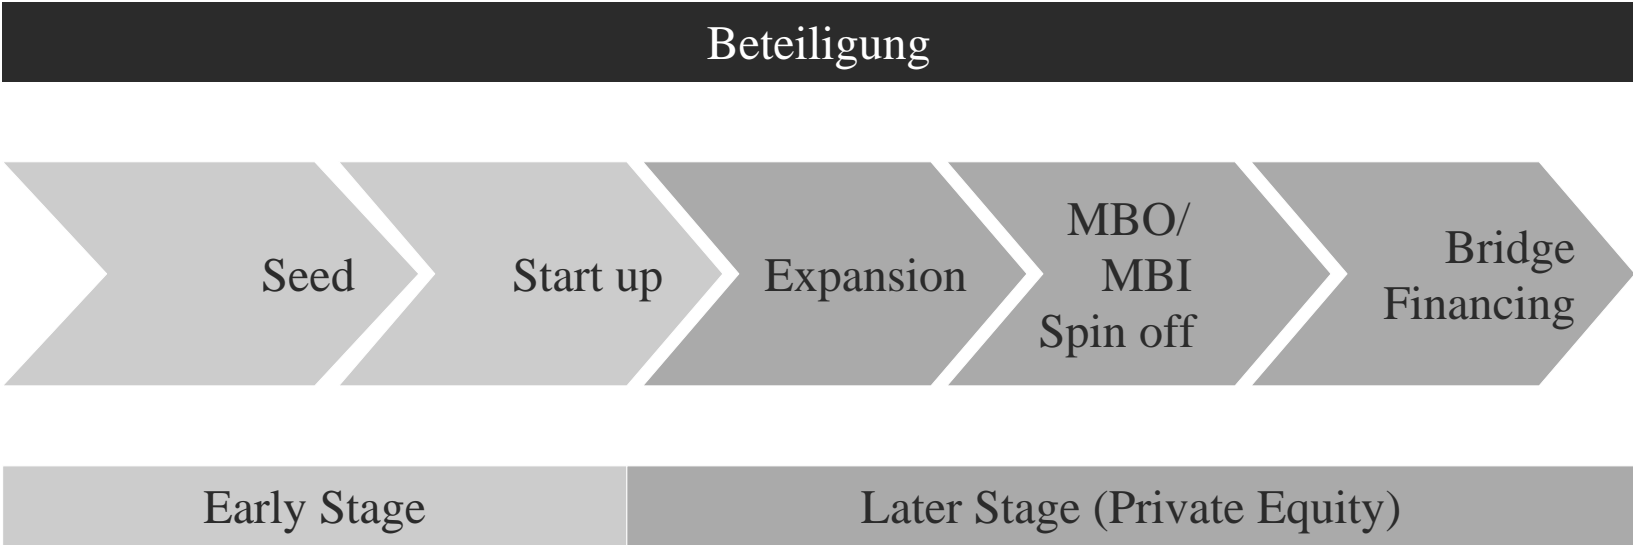 Beteiligung
Seed
Start up
Expansion
MBO/
MBI
Spin off
Bridge
Financing
Early Stage
Later Stage (Private Equity)